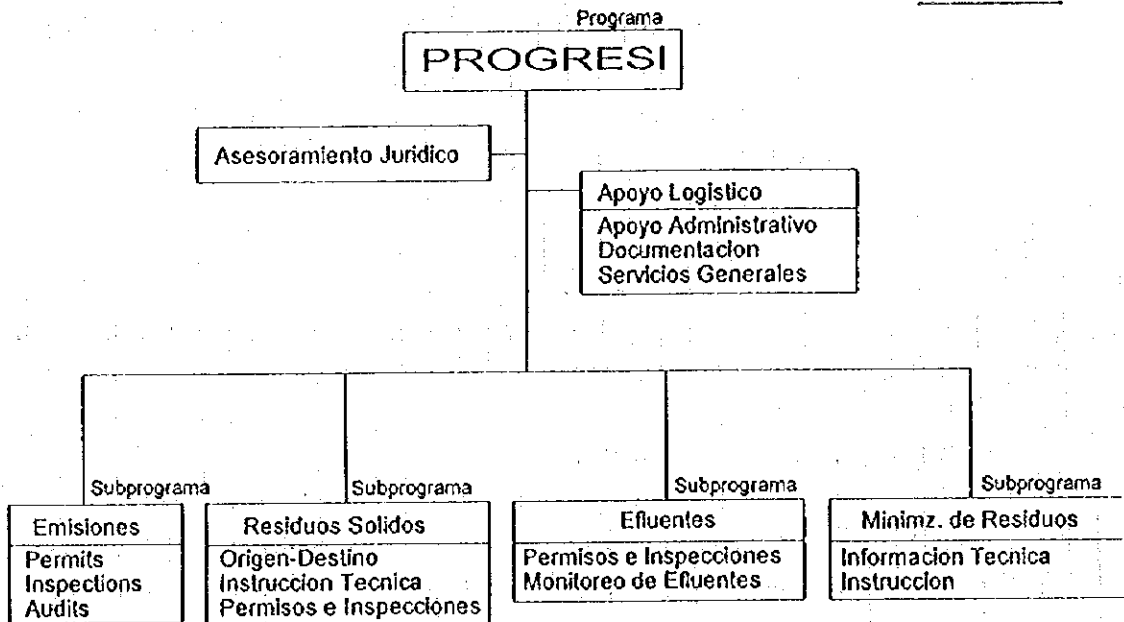 Programa
PROGRESI
Asesoramiento Juridico
Apoyo Logistico
Apoyo Administrativo
Documentacion
Servicios Generales
Subprograma
Emisiones
Permits
Inspections
Audits
Subprograma
Residuos Solidos
Origen-Destino
Instruccion Tecnica
Permisos e Inspecciones
Subprograma
Efluentes
Permisos e Inspecciones
Monitoreo de Efluentes
Subprograma
Minimz. de Residuos
Informacion Tecnica
Instruccion